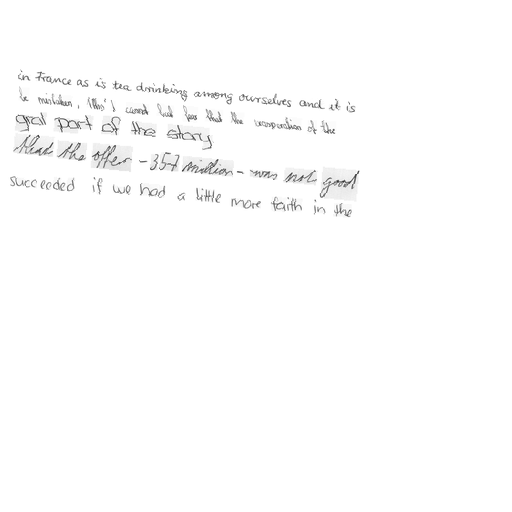 in France as is tea drinking among ourselves and it is
be mistaken, but I cannot but fear that the incorporation of the
gral part of the story
that the offer - 357 million - was not good
succeeded if we had a little more faith in the